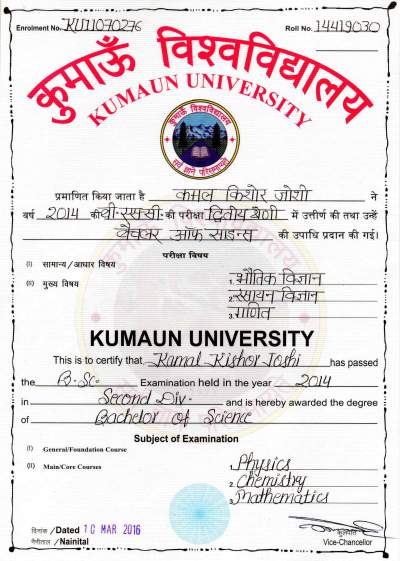 Enrolment No. KU11070276 Roll No. 14419030
कुमाऊँ विश्वविद्यालय
KUMAUN UNIVERSITY
कुमाऊँ विश्वविद्यालय
प्रमाणित किया जाता है कमल किशोर जोशी ने
वर्ष 2014 की बी.एससी. की परीक्षा द्वितीय श्रेणी में उत्तीर्ण की तथा उन्हें
बैचलर ऑफ साइन्स की उपाधि प्रदान की गई।
परीक्षा विषय
(i) सामान्य/आधार विषय
(ii) मुख्य विषय 1. भौतिक विज्ञान
2. रसायन विज्ञान
3. गणित
KUMAUN UNIVERSITY
This is to certify that Kamal Kishor Joshi has passed
the B.Sc. Examination held in the year 2014
in Second Div. and is hereby awarded the degree
of Bachelor of Science
Subject of Examination
(I) General/Foundation Course
(II) Main/Core Courses 1. Physics
2. Chemistry
3. Mathematics
दिनांक /Dated 10 MAR 2016
नैनीताल /Nainital
कुलपति
Vice-Chancellor